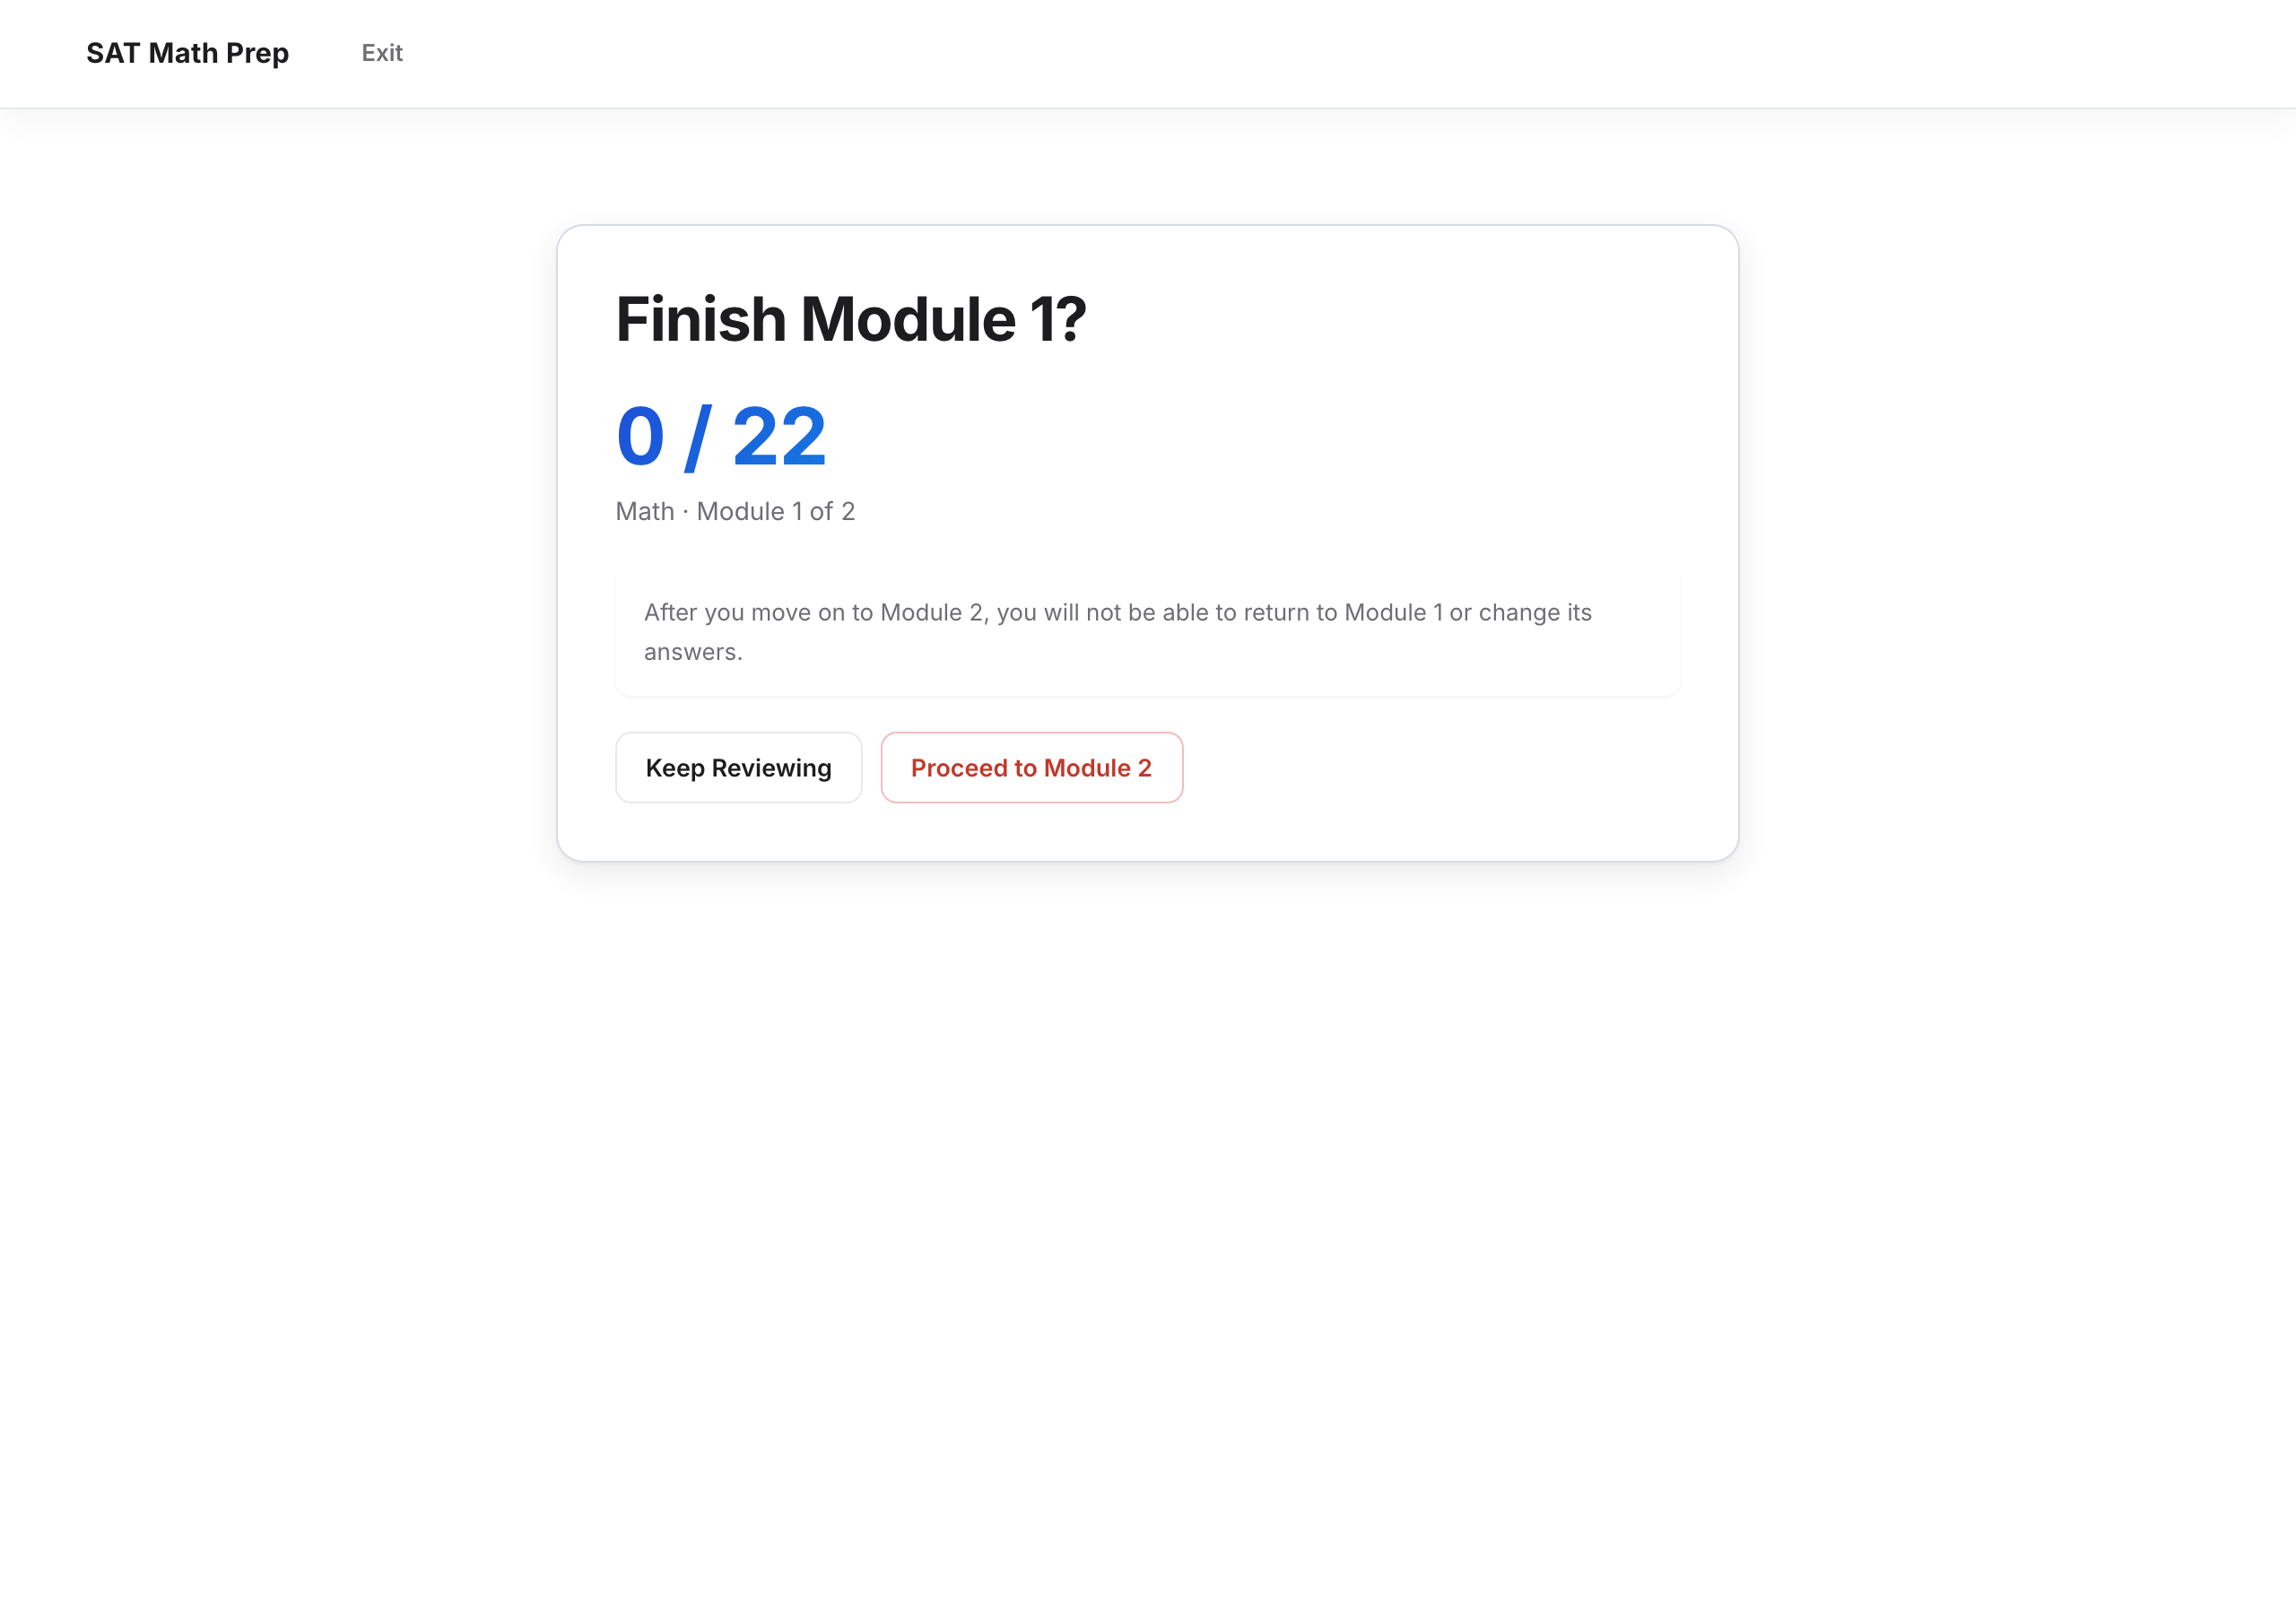 SAT Math Prep
Exit
Finish Module 1?
0 / 22
Math · Module 1 of 2
After you move on to Module 2, you will not be able to return to Module 1 or change its
answers.
Keep Reviewing
Proceed to Module 2